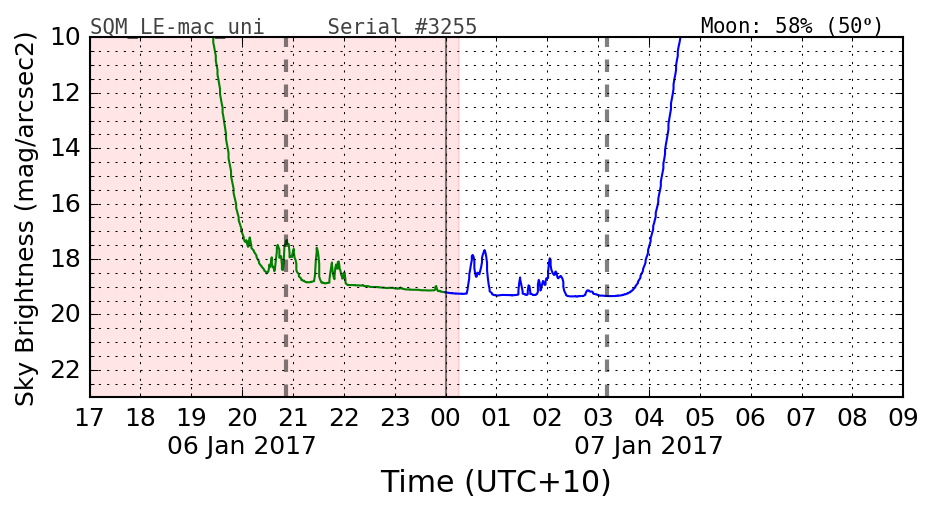 SQM_LE-mac_uni Serial #3255 Moon: 58% (50°)
10
12
14
16
18
20
22
Sky Brightness (mag/arcsec2)
17 18 19 20 21 22 23 00 01 02 03 04 05 06 07 08 09
06 Jan 2017 07 Jan 2017
Time (UTC+10)